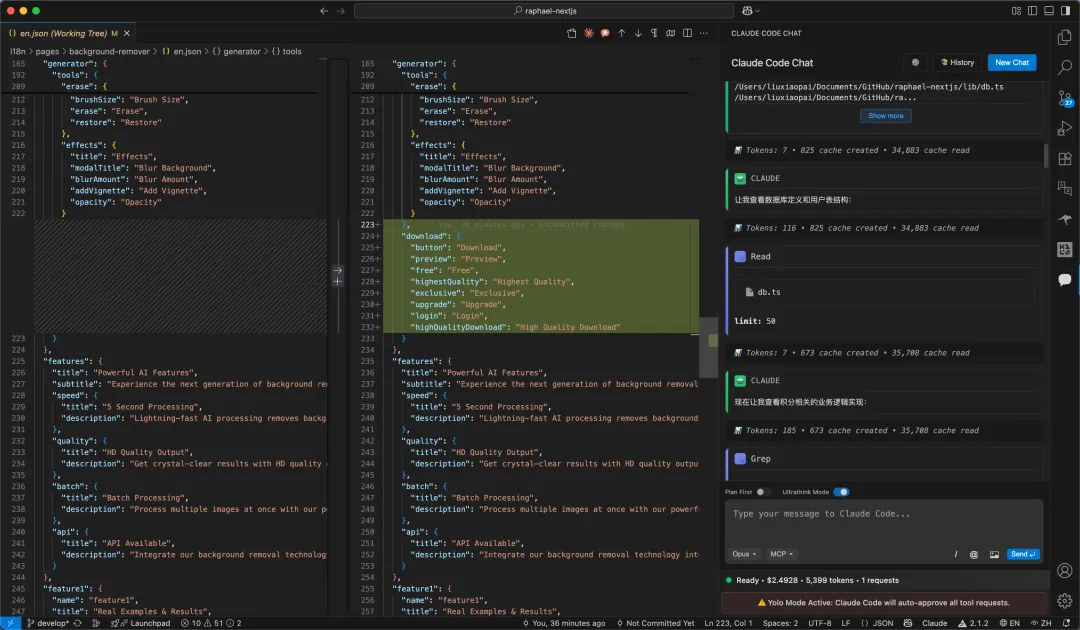 raphael-nextjs
{} en.json (Working Tree) M ×
i18n > pages > background-remover > {} en.json > {} generator > {} tools
165 "generator": {
192 "tools": {
209 "erase": {
212 "brushSize": "Brush Size",
213 "erase": "Erase",
214 "restore": "Restore"
215 },
216 "effects": {
217 "title": "Effects",
218 "modalTitle": "Blur Background",
219 "blurAmount": "Blur Amount",
220 "addVignette": "Add Vignette",
221 "opacity": "Opacity"
222 }
223 }
224 },
225 "features": {
226 "title": "Powerful AI Features",
227 "subtitle": "Experience the next generation of background re
228 "speed": {
229 "title": "5 Second Processing",
230 "description": "Lightning-fast AI processing removes backg
231 },
232 "quality": {
233 "title": "HD Quality Output",
234 "description": "Get crystal-clear results with HD quality
235 },
236 "batch": {
237 "title": "Batch Processing",
238 "description": "Process multiple images at once with our p
239 },
240 "api": {
241 "title": "API Available",
242 "description": "Integrate our background removal technolog
243 }
244 },
245 "feature1": {
246 "name": "feature1",
247 "title": "Real Examples & Results",
165 "generator": {
192 "tools": {
209 "erase": {
212 "brushSize": "Brush Size",
213 "erase": "Erase",
214 "restore": "Restore"
215 },
216 "effects": {
217 "title": "Effects",
218 "modalTitle": "Blur Background",
219 "blurAmount": "Blur Amount",
220 "addVignette": "Add Vignette",
221 "opacity": "Opacity"
222 }
223+ }, You, 36 minutes ago • Uncommitted changes
224+ "download": {
225+ "button": "Download",
226+ "preview": "Preview",
227+ "free": "Free",
228+ "highestQuality": "Highest Quality",
229+ "exclusive": "Exclusive",
230+ "upgrade": "Upgrade",
231+ "login": "Login",
232+ "highQualityDownload": "High Quality Download"
233 }
234 },
235 "features": {
236 "title": "Powerful AI Features",
237 "subtitle": "Experience the next generation of background removal
238 "speed": {
239 "title": "5 Second Processing",
240 "description": "Lightning-fast AI processing removes background
241 },
242 "quality": {
243 "title": "HD Quality Output",
244 "description": "Get crystal-clear results with HD quality outpu
245 },
246 "batch": {
247 "title": "Batch Processing",
248 "description": "Process multiple images at once with our powerf
249 },
250 "api": {
251 "title": "API Available",
252 "description": "Integrate our background removal technology int
253 }
254 },
255 "feature1": {
256 "name": "feature1",
257 "title": "Real Examples & Results",
CLAUDE CODE CHAT
Claude Code Chat
History
New Chat
/Users/liuxiaopai/Documents/GitHub/raphael-nextjs/lib/db.ts
/Users/liuxiaopai/Documents/GitHub/ra...
Show more
Tokens: 7 • 825 cache created • 34,883 cache read
CLAUDE
让我查看数据库定义和用户表结构:
Tokens: 116 • 825 cache created • 34,883 cache read
Read
db.ts
limit: 50
Tokens: 7 • 673 cache created • 35,708 cache read
CLAUDE
现在让我查看积分相关的业务逻辑实现:
Tokens: 185 • 673 cache created • 35,708 cache read
Grep
Plan First
Ultrathink Mode
Type your message to Claude Code...
Opus
MCP
/ @
Send ↵
Ready • $2.4928 • 5,399 tokens • 1 requests
Yolo Mode Active: Claude Code will auto-approve all tool requests.
27
develop*
Launchpad
10 51 2
You, 36 minutes ago
Not Committed Yet
Ln 223, Col 1
Spaces: 2
UTF-8
LF
{} JSON
Claude
2.1.2
EN
ZH